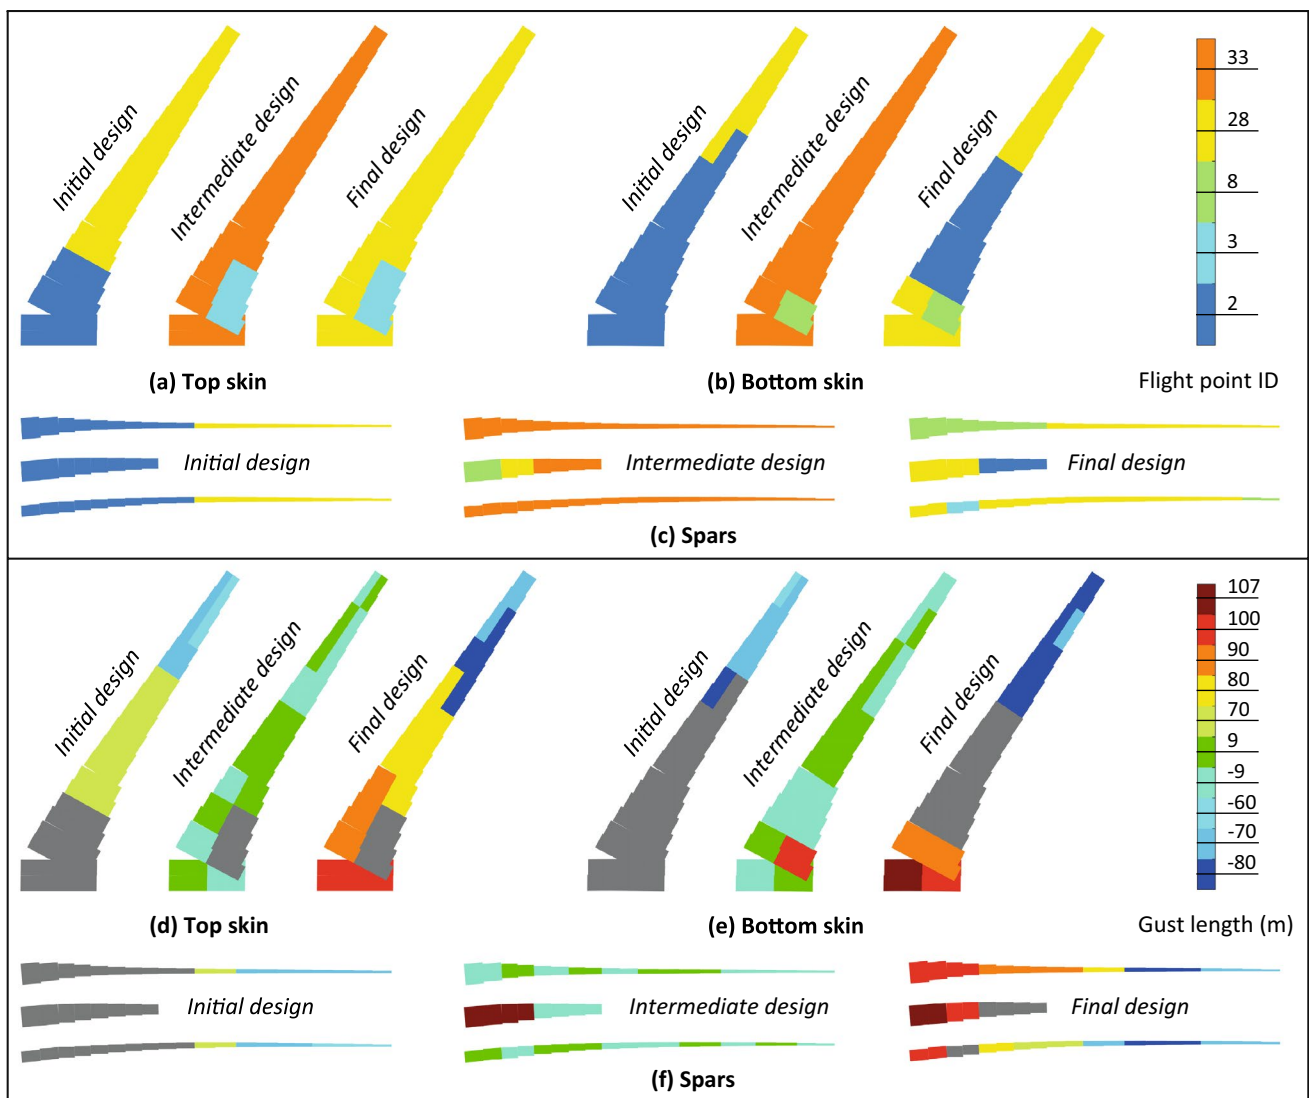 Initial design
Intermediate design
Final design
Initial design
Intermediate design
Final design
33
28
8
3
2
(a) Top skin
(b) Bottom skin
Flight point ID
Initial design
Intermediate design
Final design
(c) Spars
Initial design
Intermediate design
Final design
Initial design
Intermediate design
Final design
107
100
90
80
70
9
-9
-60
-70
-80
(d) Top skin
(e) Bottom skin
Gust length (m)
Initial design
Intermediate design
Final design
(f) Spars